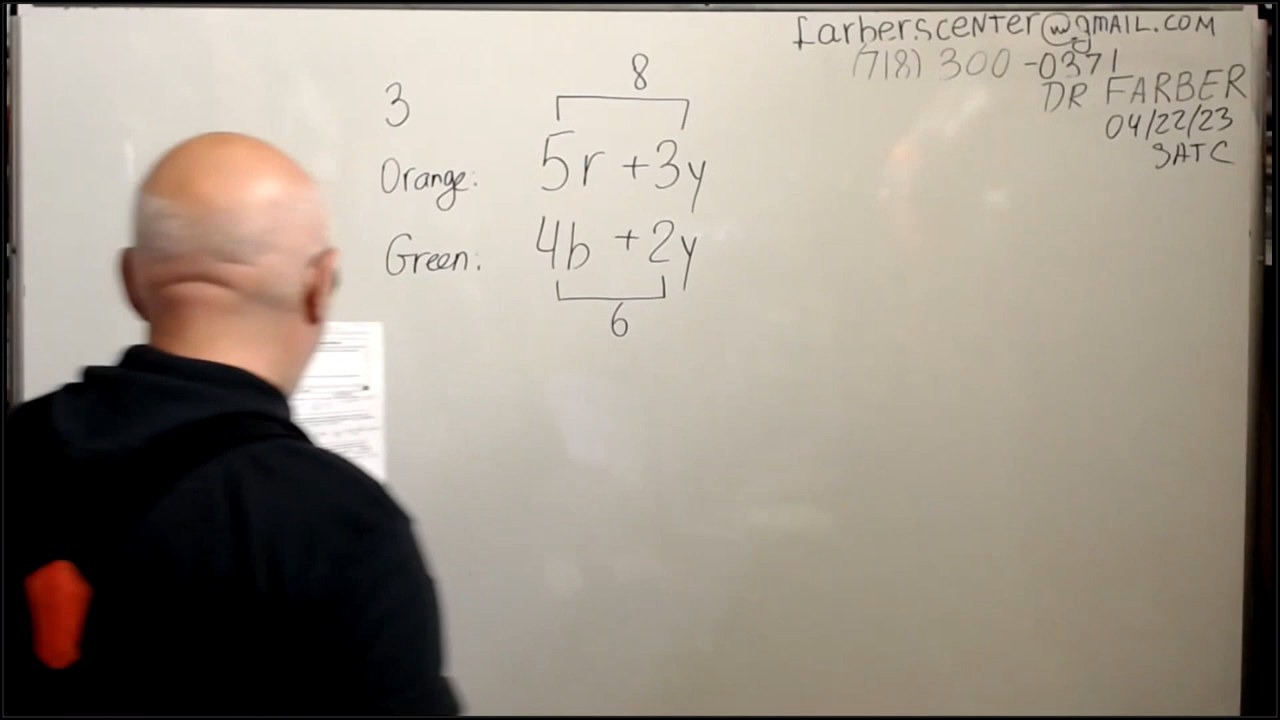 farberscenter@gmail.com
(718) 300-0371
DR FARBER
04/22/23
SATC
3
8
Orange: 5r + 3y
Green: 4b + 2y
6